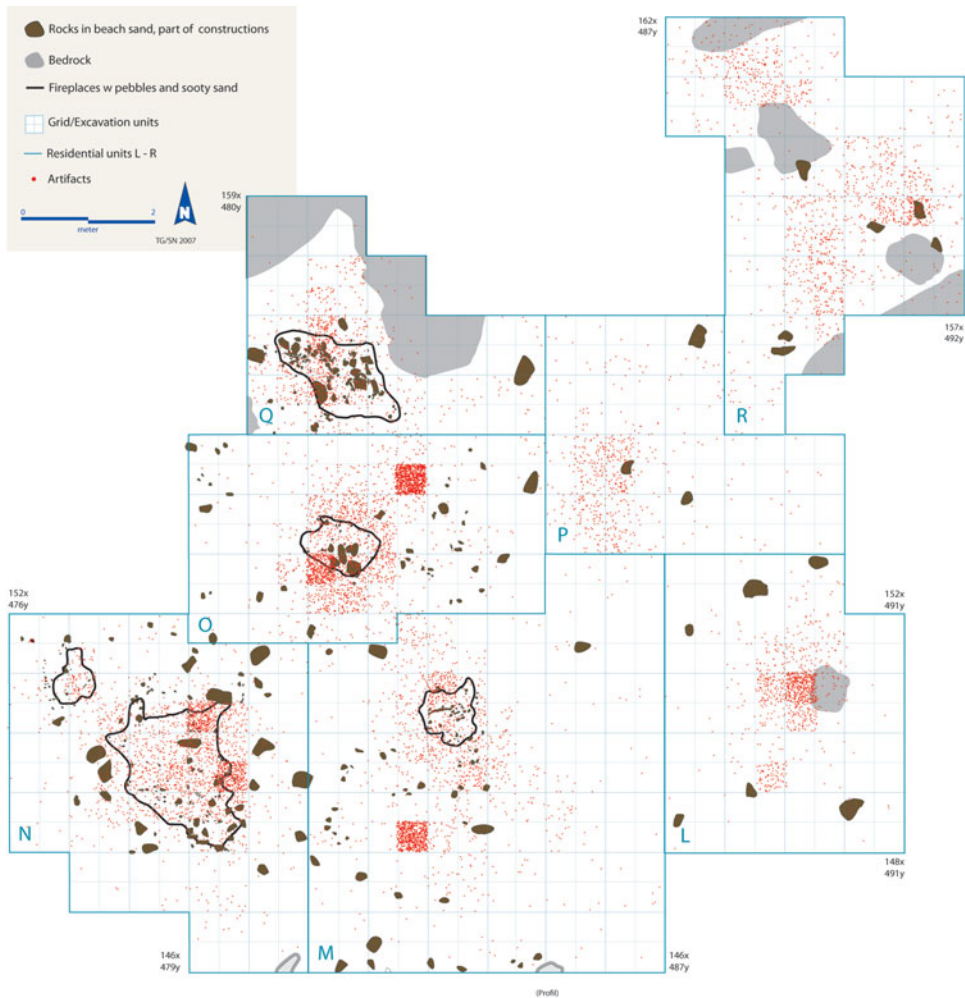 Rocks in beach sand, part of constructions
Bedrock
Fireplaces w pebbles and sooty sand
Grid/Excavation units
Residential units L - R
Artifacts
0 2
meter
N
TG/SN 2007
162x
487y
159x
480y
157x
492y
Q
R
P
O
152x
476y
152x
491y
N
L
148x
491y
M
146x
479y
146x
487y
(Profil)